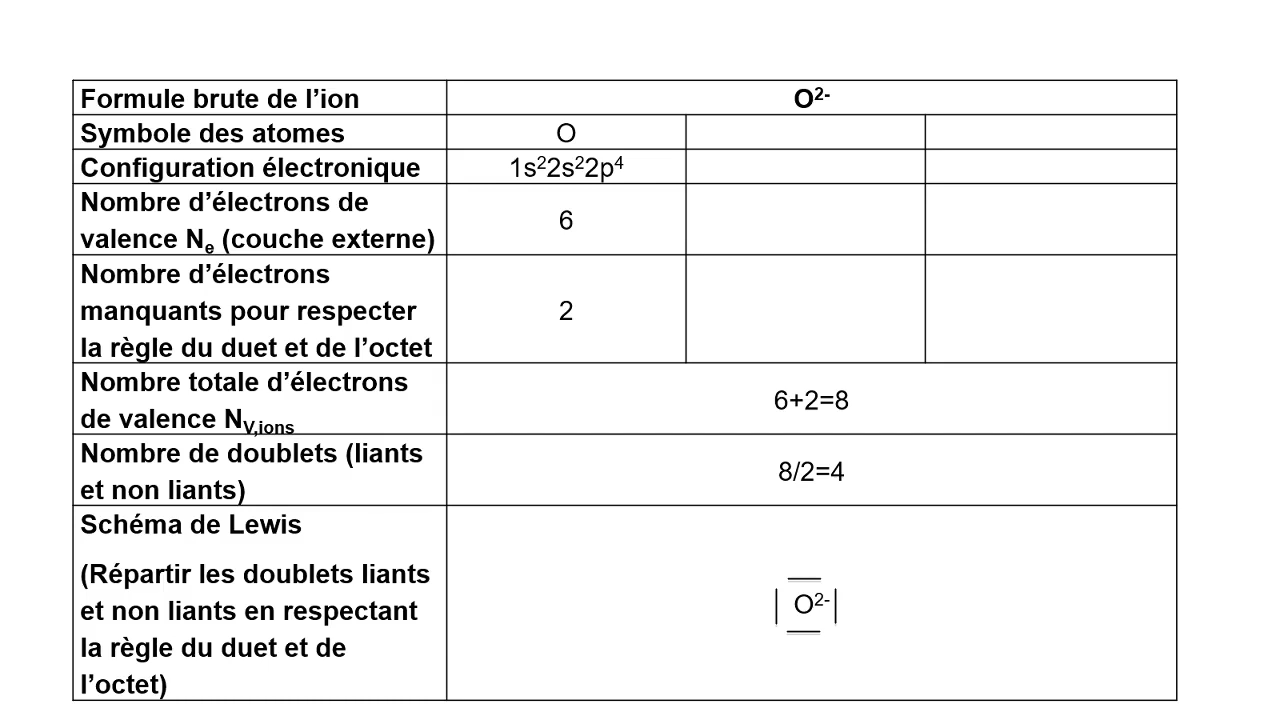 Formule brute de l’ion O²⁻
Symbole des atomes O
Configuration électronique 1s²2s²2p⁴
Nombre d’électrons de
valence Nₑ (couche externe) 6
Nombre d’électrons
manquants pour respecter 2
la règle du duet et de l’octet
Nombre totale d’électrons 6+2=8
de valence N_V,ions
Nombre de doublets (liants 8/2=4
et non liants)
Schéma de Lewis
(Répartir les doublets liants
et non liants en respectant O²⁻
la règle du duet et de
l’octet)